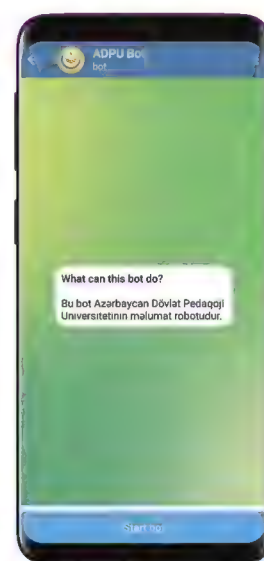 ADPU Bot
bot
What can this bot do?
Bu bot Azərbaycan Dövlət Pedaqoji
Universitetinin məlumat robotudur.
Start bot